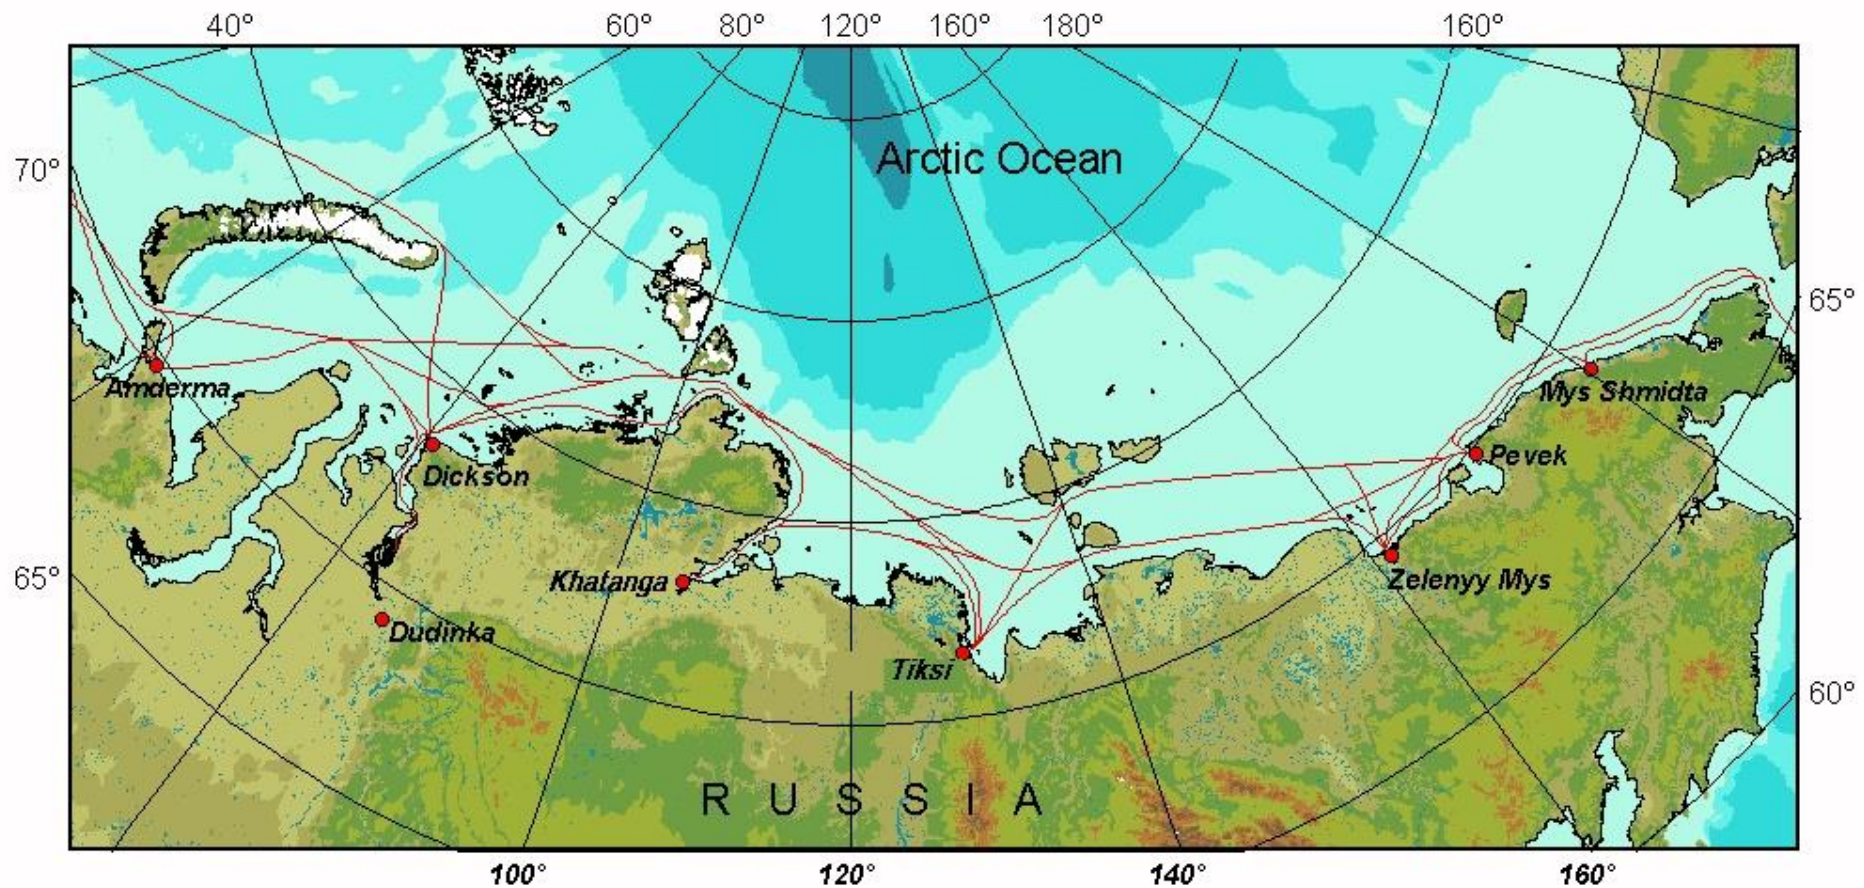 40° 60° 80° 120° 160° 180° 160°
Arctic Ocean
70°
65°
Amderma
Mys Shmidta
Dickson
Pevek
65°
Khatanga
Zelenyy Mys
Dudinka
Tiksi
60°
RUSSIA
100° 120° 140° 160°